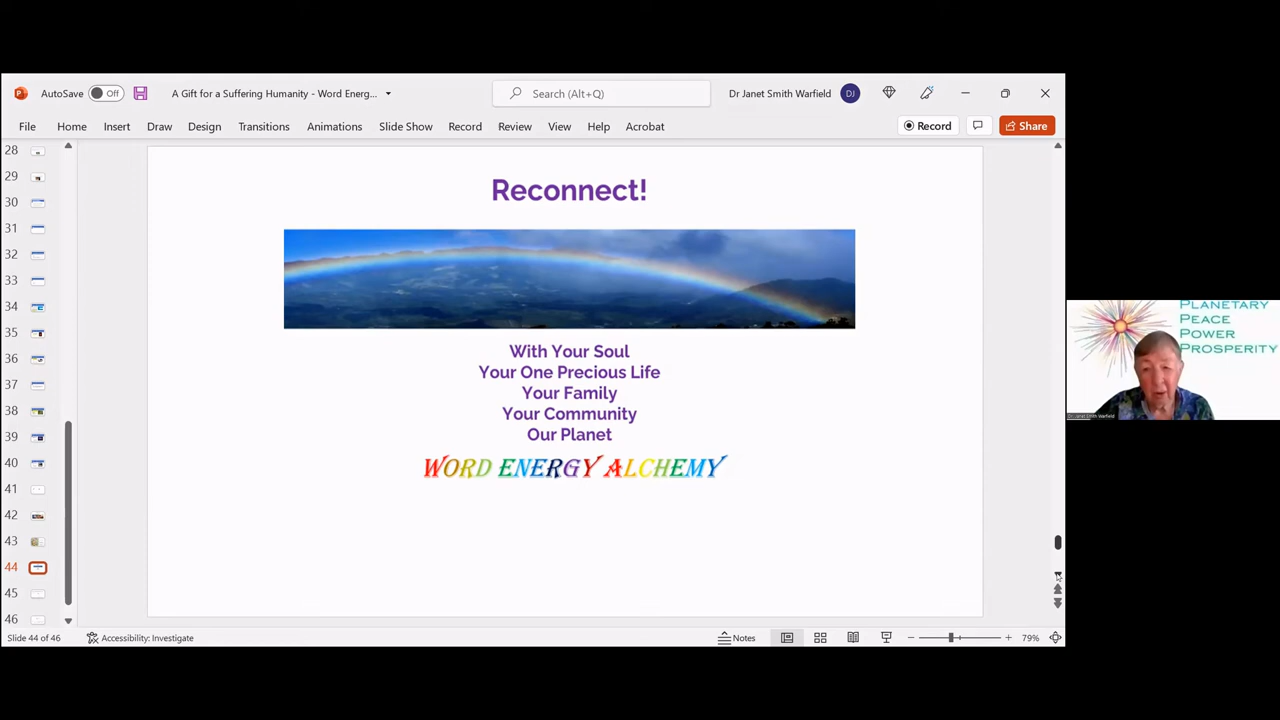 AutoSave Off
A Gift for a Suffering Humanity - Word Energ...
Search (Alt+Q)
Dr Janet Smith Warfield DJ
File Home Insert Draw Design Transitions Animations Slide Show Record Review View Help Acrobat
Record
Share
28
29
30
31
32
33
34
35
36
37
38
39
40
41
42
43
44
45
46
Reconnect!
With Your Soul
Your One Precious Life
Your Family
Your Community
Our Planet
WORD ENERGY ALCHEMY
PLANETARY
PEACE
POWER
PROSPERITY
Dr. Janet Smith Warfield
Slide 44 of 46
Accessibility: Investigate
Notes
79%